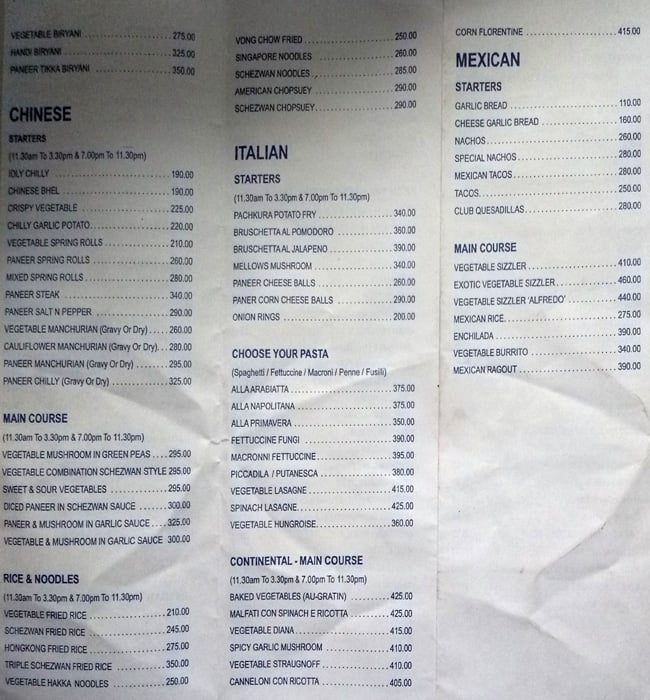 VEGETABLE BIRYANI ........ 275.00
HANDI BIRYANI ........ 325.00
PANEER TIKKA BIRYANI ........ 350.00
CHINESE
STARTERS
(11.30am To 3.30pm & 7.00pm To 11.30pm)
IDLY CHILLY ........ 190.00
CHINESE BHEL ........ 190.00
CRISPY VEGETABLE ........ 225.00
CHILLY GARLIC POTATO ........ 220.00
VEGETABLE SPRING ROLLS ........ 210.00
PANEER SPRING ROLLS ........ 260.00
MIXED SPRING ROLLS ........ 280.00
PANEER STEAK ........ 340.00
PANEER SALT N PEPPER ........ 290.00
VEGETABLE MANCHURIAN (Gravy Or Dry) ..... 260.00
CAULIFLOWER MANCHURIAN (Gravy Or Dry) ... 280.00
PANEER MANCHURIAN (Gravy Or Dry) ........ 295.00
PANEER CHILLY (Gravy Or Dry) ........ 325.00
MAIN COURSE
(11.30am To 3.30pm & 7.00pm To 11.30pm)
VEGETABLE MUSHROOM IN GREEN PEAS .... 295.00
VEGETABLE COMBINATION SCHEZWAN STYLE 295.00
SWEET & SOUR VEGETABLES ........ 295.00
DICED PANEER IN SCHEZWAN SAUCE ..... 300.00
PANEER & MUSHROOM IN GARLIC SAUCE .... 325.00
VEGETABLE & MUSHROOM IN GARLIC SAUCE 300.00
RICE & NOODLES
(11.30am To 3.30pm & 7.00pm To 11.30pm)
VEGETABLE FRIED RICE ........ 210.00
SCHEZWAN FRIED RICE ........ 245.00
HONGKONG FRIED RICE ........ 275.00
TRIPLE SCHEZWAN FRIED RICE ........ 350.00
VEGETABLE HAKKA NOODLES ........ 250.00
VONG CHOW FRIED ........ 250.00
SINGAPORE NOODLES ........ 260.00
SCHEZWAN NOODLES ........ 265.00
AMERICAN CHOPSUEY ........ 290.00
SCHEZWAN CHOPSUEY ........ 290.00
ITALIAN
STARTERS
(11.30am To 3.30pm & 7.00pm To 11.30pm)
PACHKURA POTATO FRY ........ 340.00
BRUSCHETTA AL POMODORO ........ 360.00
BRUSCHETTA AL JALAPENO ........ 390.00
MELLOWS MUSHROOM ........ 340.00
PANEER CHEESE BALLS ........ 260.00
PANER CORN CHEESE BALLS ........ 290.00
ONION RINGS ........ 200.00
CHOOSE YOUR PASTA
(Spaghetti / Fettuccine / Macroni / Penne / Fusili)
ALLA ARABIATTA ........ 375.00
ALLA NAPOLITANA ........ 375.00
ALLA PRIMAVERA ........ 350.00
FETTUCCINE FUNGI ........ 390.00
MACRONNI FETTUCCINE ........ 395.00
PICCADILA / PUTANESCA ........ 380.00
VEGETABLE LASAGNE ........ 415.00
SPINACH LASAGNE ........ 425.00
VEGETABLE HUNGROISE ........ 360.00
CONTINENTAL - MAIN COURSE
(11.30am To 3.30pm & 7.00pm To 11.30pm)
BAKED VEGETABLES (AU-GRATIN) ........ 425.00
MALFATI CON SPINACH E RICOTTA ........ 425.00
VEGETABLE DIANA ........ 415.00
SPICY GARLIC MUSHROOM ........ 410.00
VEGETABLE STRAUGNOFF ........ 410.00
CANNELONI CON RICOTTA ........ 405.00
CORN FLORENTINE ........ 415.00
MEXICAN
STARTERS
GARLIC BREAD ........ 110.00
CHEESE GARLIC BREAD ........ 160.00
NACHOS ........ 260.00
SPECIAL NACHOS ........ 280.00
MEXICAN TACOS ........ 280.00
TACOS ........ 250.00
CLUB QUESADILLAS ........ 280.00
MAIN COURSE
VEGETABLE SIZZLER ........ 410.00
EXOTIC VEGETABLE SIZZLER ........ 460.00
VEGETABLE SIZZLER 'ALFREDO' ........ 440.00
MEXICAN RICE ........ 275.00
ENCHILADA ........ 390.00
VEGETABLE BURRITO ........ 340.00
MEXICAN RAGOUT ........ 390.00